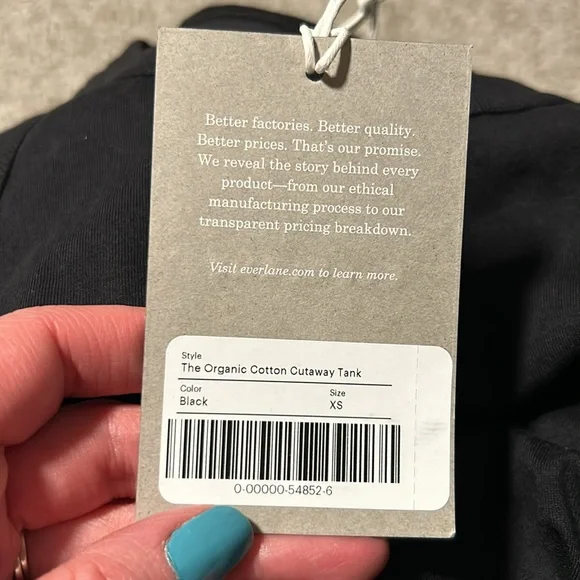 Better factories. Better quality.
Better prices. That's our promise.
We reveal the story behind every
product—from our ethical
manufacturing process to our
transparent pricing breakdown.
Visit everlane.com to learn more.
Style
The Organic Cotton Cutaway Tank
Color Size
Black XS
0-00000-54852-6